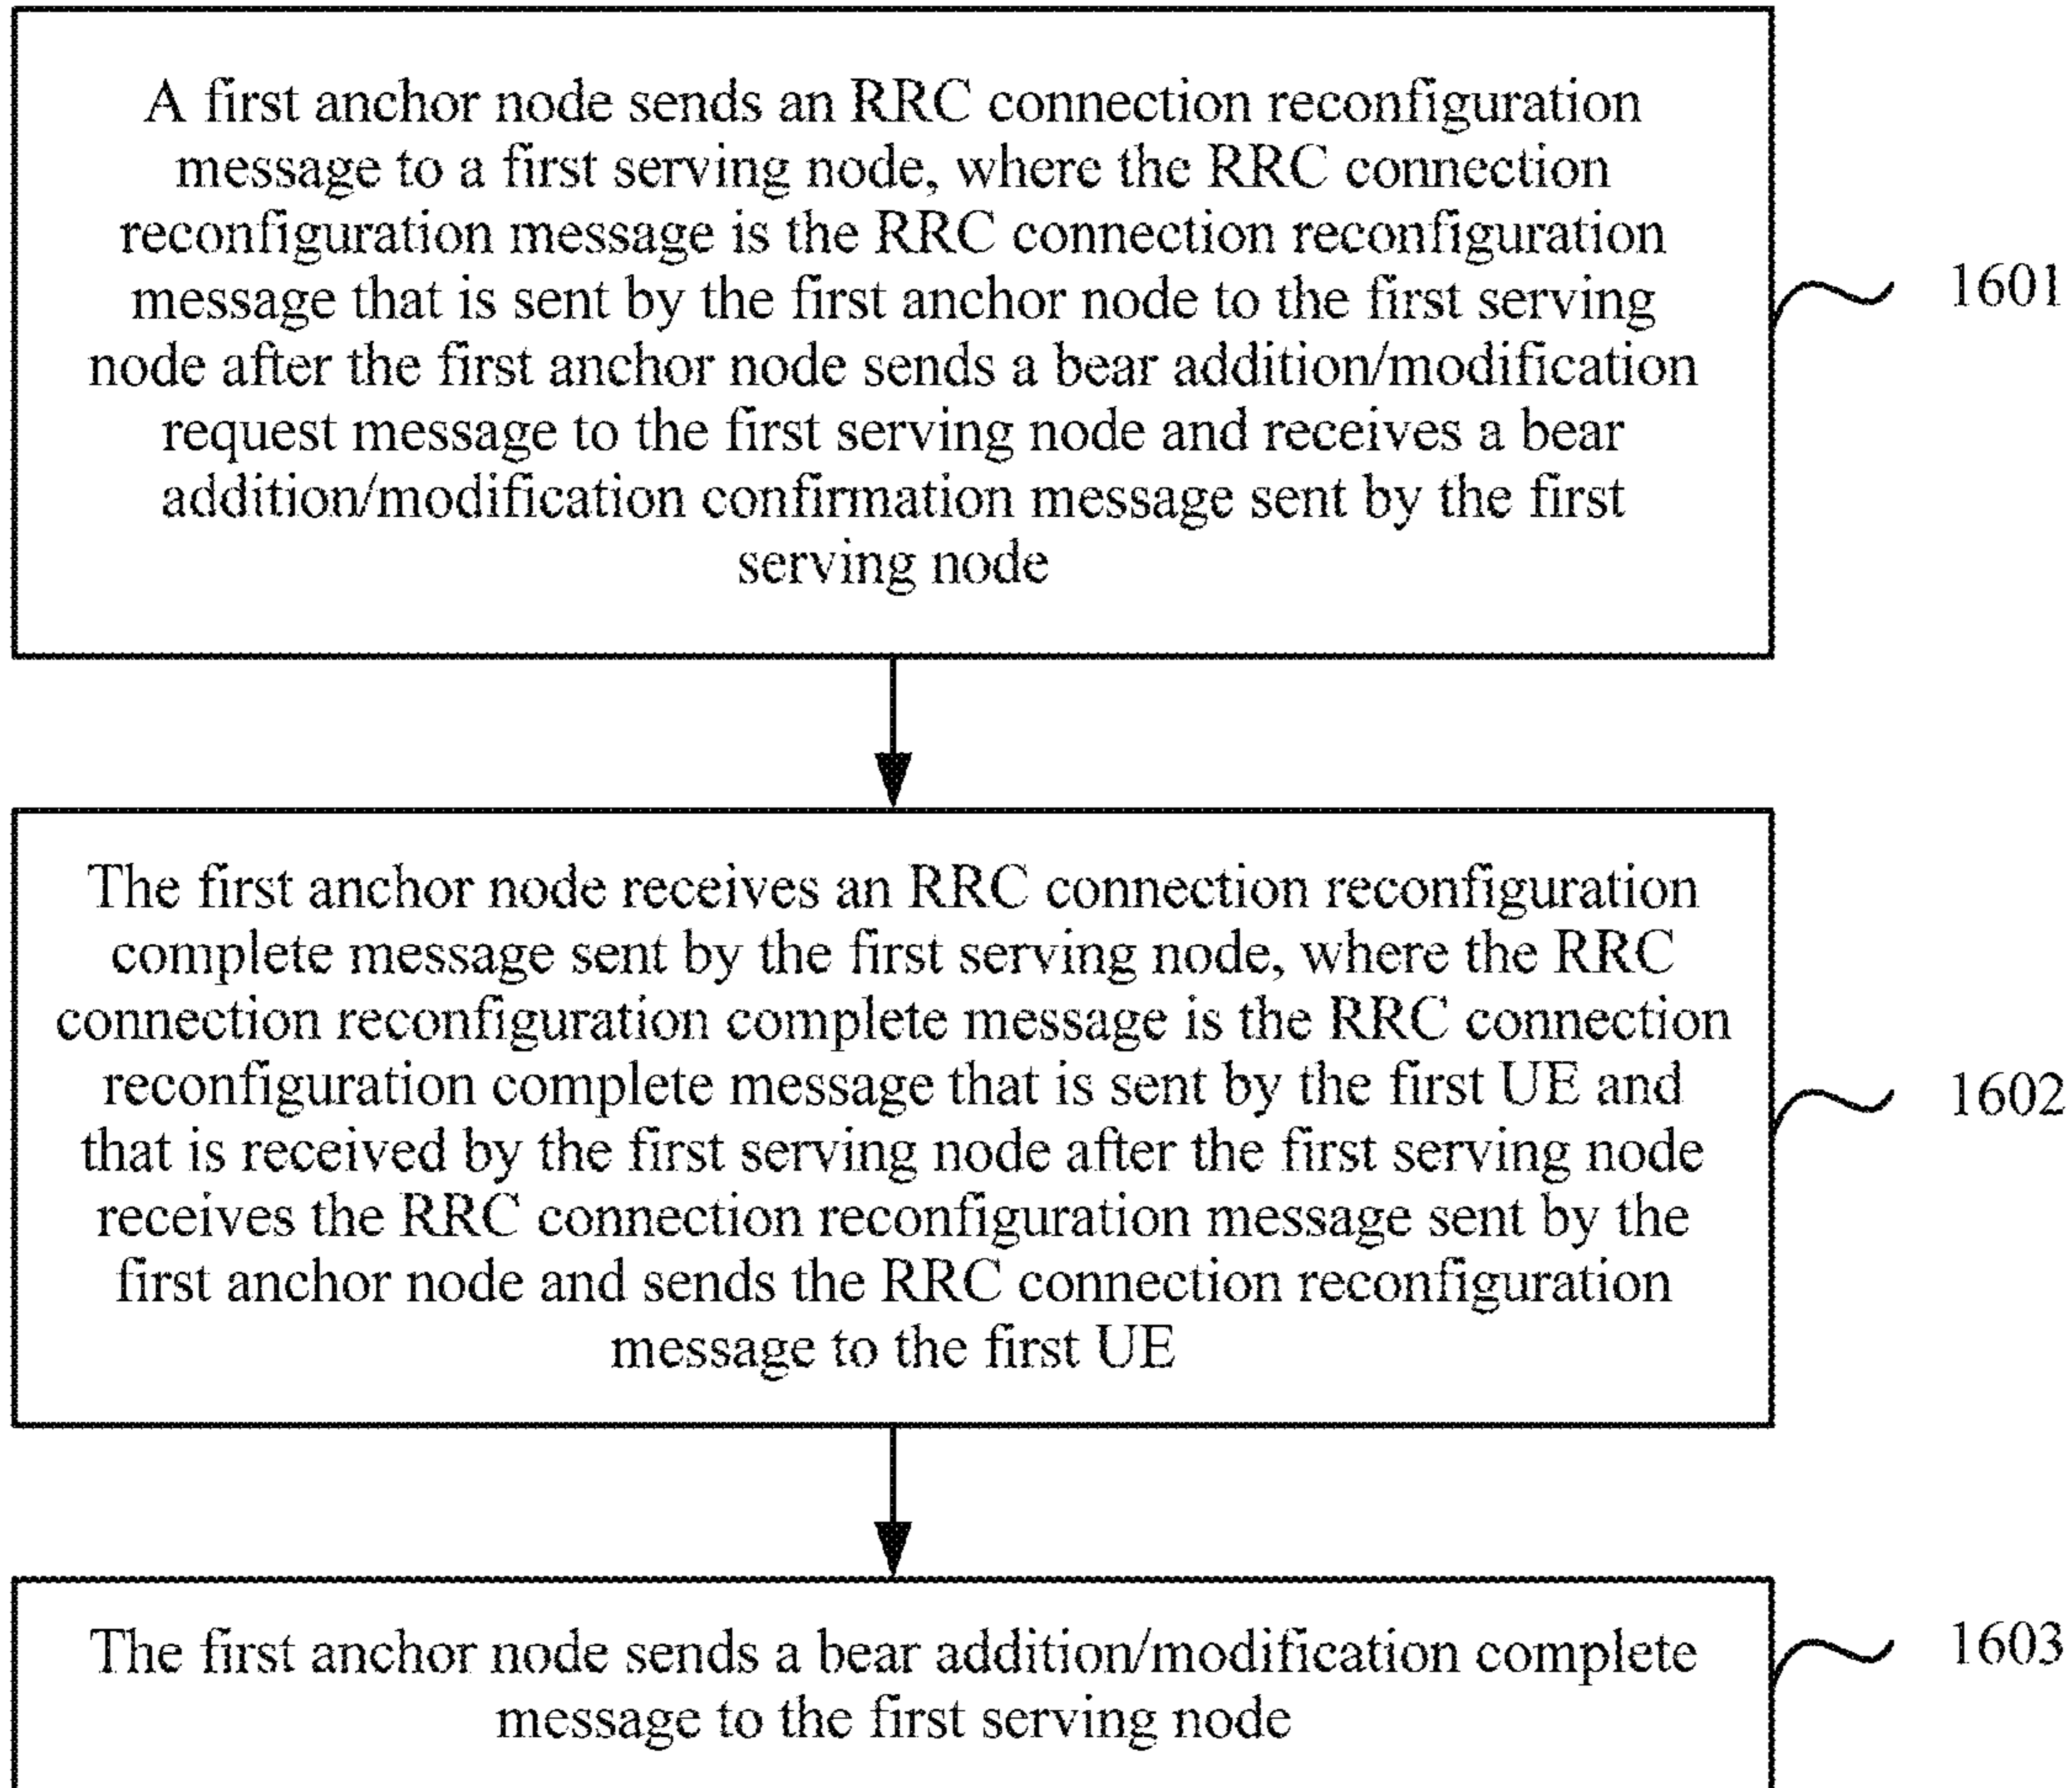 A first anchor node sends an RRC connection reconfiguration
message to a first serving node, where the RRC connection
reconfiguration message is the RRC connection reconfiguration
message that is sent by the first anchor node to the first serving
node after the first anchor node sends a bear addition/modification
request message to the first serving node and receives a bear
addition/modification confirmation message sent by the first
serving node
1601
The first anchor node receives an RRC connection reconfiguration
complete message sent by the first serving node, where the RRC
connection reconfiguration complete message is the RRC connection
reconfiguration complete message that is sent by the first UE and
that is received by the first serving node after the first serving node
receives the RRC connection reconfiguration message sent by the
first anchor node and sends the RRC connection reconfiguration
message to the first UE
1602
The first anchor node sends a bear addition/modification complete
message to the first serving node
1603